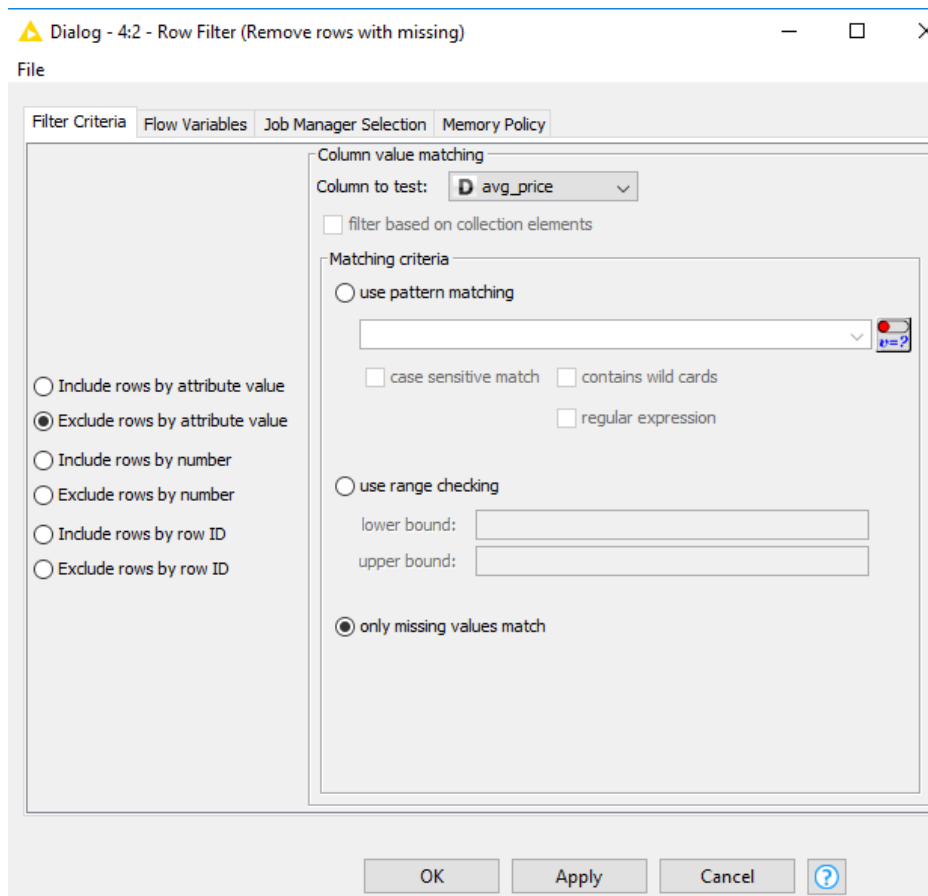 Dialog - 4:2 - Row Filter (Remove rows with missing)
File
Filter Criteria Flow Variables Job Manager Selection Memory Policy
Column value matching
Column to test: D avg_price
filter based on collection elements
Matching criteria
use pattern matching
v=?
case sensitive match contains wild cards
regular expression
Include rows by attribute value
Exclude rows by attribute value
Include rows by number
Exclude rows by number
Include rows by row ID
Exclude rows by row ID
use range checking
lower bound:
upper bound:
only missing values match
OK Apply Cancel ?